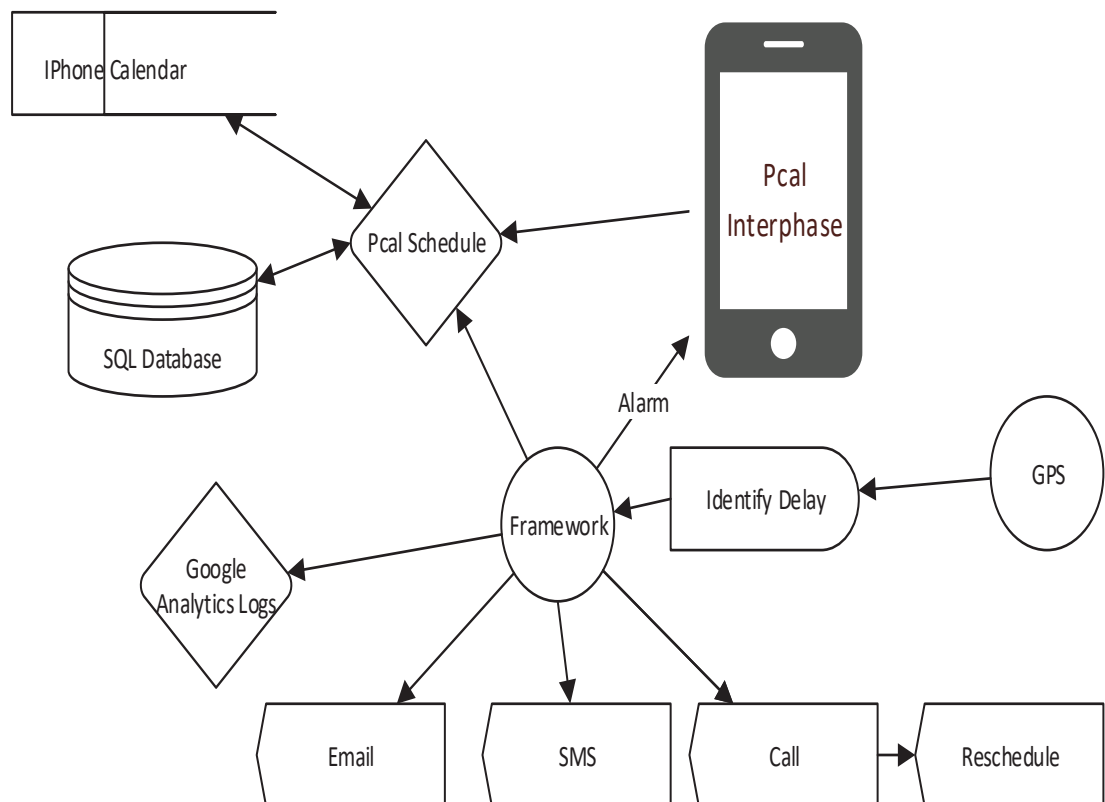 IPhone Calendar
Pcal
Interphase
Pcal Schedule
SQL Database
Alarm
GPS
Identify Delay
Framework
Google
Analytics Logs
Email
SMS
Call
Reschedule